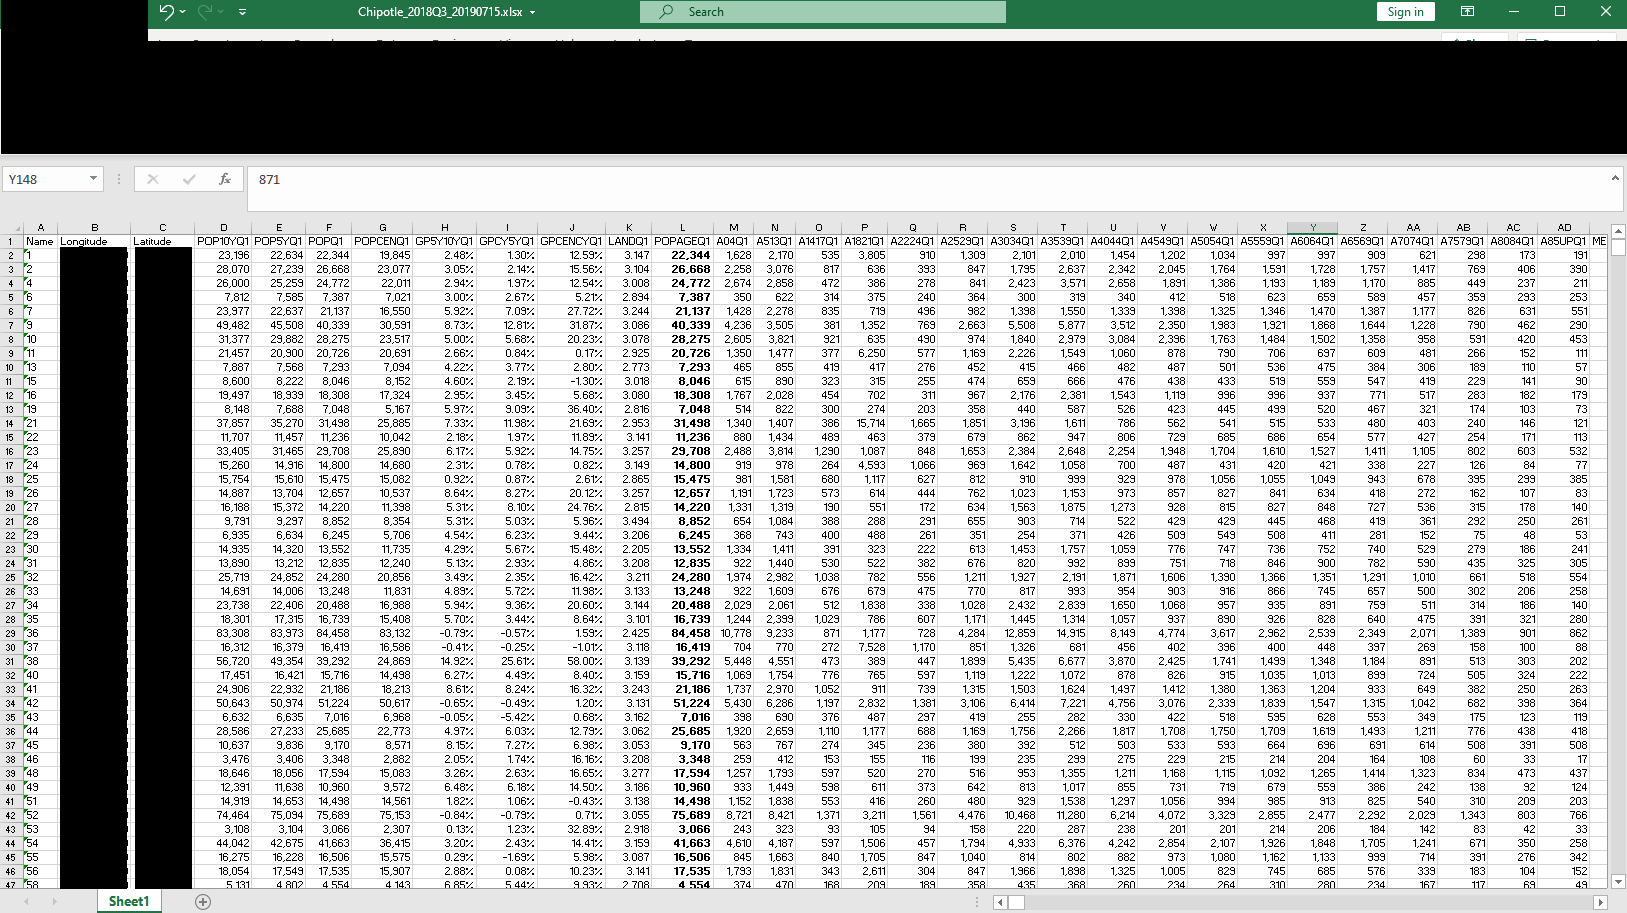 Chipotle_2018Q3_20190715.xlsx Search Sign in
Y148 fx 871
A B C D E F G H I J K L M N O P Q R S T U V W X Y Z AA AB AC AD
1 Name Longitude Latitude POP10YQ1 POP5YQ1 POPQ1 POPCENQ1 GP5Y10YQ1 GPCY5YQ1 GPCENCYQ1 LANDQ1 POPAGEQ1 A04Q1 A513Q1 A1417Q1 A1821Q1 A2224Q1 A2529Q1 A3034Q1 A3539Q1 A4044Q1 A4549Q1 A5054Q1 A5559Q1 A6064Q1 A6569Q1 A7074Q1 A7579Q1 A8084Q1 A85UPQ1 ME
2 1 23,196 22,634 22,344 19,845 2.48% 1.30% 12.59% 3.147 22,344 1,628 2,170 535 3,805 910 1,309 2,101 2,010 1,454 1,202 1,034 997 997 909 621 298 173 191
3 2 28,070 27,239 26,668 23,077 3.05% 2.14% 15.56% 3.104 26,668 2,258 3,076 817 636 393 847 1,795 2,637 2,342 2,045 1,764 1,591 1,728 1,757 1,417 769 406 390
4 4 26,000 25,259 24,772 22,011 2.94% 1.97% 12.54% 3.008 24,772 2,674 2,858 472 386 278 841 2,423 3,571 2,658 1,891 1,386 1,193 1,189 1,170 885 449 237 211
5 6 7,812 7,585 7,387 7,021 3.00% 2.67% 5.21% 2.894 7,387 350 622 314 375 240 364 300 319 340 412 518 623 659 589 457 359 293 253
6 7 23,977 22,637 21,137 16,550 5.92% 7.09% 27.72% 3.244 21,137 1,428 2,278 835 719 496 982 1,398 1,550 1,339 1,398 1,325 1,346 1,470 1,387 1,177 826 631 551
7 9 49,482 45,508 40,339 30,591 8.73% 12.81% 31.87% 3.086 40,339 4,236 3,505 381 1,352 769 2,663 5,508 5,877 3,512 2,350 1,983 1,921 1,868 1,644 1,228 790 462 290
8 10 31,377 29,882 28,275 23,517 5.00% 5.68% 20.23% 3.078 28,275 2,605 3,821 921 635 490 974 1,840 2,979 3,084 2,396 1,763 1,484 1,502 1,358 958 591 420 453
9 11 21,457 20,900 20,726 20,691 2.66% 0.84% 0.17% 2.925 20,726 1,350 1,477 377 6,250 577 1,169 2,226 1,549 1,060 878 790 706 697 609 481 266 152 111
10 13 7,887 7,568 7,293 7,094 4.22% 3.77% 2.80% 2.773 7,293 465 855 419 417 276 452 415 466 482 487 501 536 475 384 306 189 110 57
11 15 8,600 8,222 8,046 8,152 4.60% 2.19% -1.30% 3.018 8,046 615 890 323 315 255 474 659 666 476 438 433 519 559 547 419 229 141 90
12 16 19,497 18,939 18,308 17,324 2.95% 3.45% 5.68% 3.080 18,308 1,767 2,028 454 702 311 967 2,176 2,381 1,543 1,119 996 996 937 771 517 283 182 179
13 19 8,148 7,688 7,048 5,167 5.97% 9.09% 36.40% 2.816 7,048 514 822 300 274 203 358 440 587 526 423 445 499 520 467 321 174 103 73
14 21 37,857 35,270 31,498 25,885 7.33% 11.98% 21.69% 2.953 31,498 1,340 1,407 386 15,714 1,665 1,851 3,196 1,611 786 562 541 515 533 480 403 240 146 121
15 22 11,707 11,457 11,236 10,042 2.18% 1.97% 11.89% 3.141 11,236 880 1,434 489 463 379 679 862 947 806 729 685 686 654 577 427 254 171 113
16 23 33,405 31,465 29,708 25,890 6.17% 5.92% 14.75% 3.257 29,708 2,488 3,814 1,290 1,087 848 1,653 2,384 2,648 2,254 1,948 1,704 1,610 1,527 1,411 1,105 802 603 532
17 24 15,260 14,916 14,800 14,680 2.31% 0.78% 0.82% 3.149 14,800 919 978 264 4,593 1,066 969 1,642 1,058 700 487 431 420 421 338 227 126 84 77
18 25 15,754 15,610 15,475 15,082 0.92% 0.87% 2.61% 2.865 15,475 981 1,581 680 1,117 627 812 910 999 929 978 1,056 1,055 1,049 943 678 395 299 385
19 26 14,887 13,704 12,657 10,537 8.64% 8.27% 20.12% 3.257 12,657 1,191 1,723 573 614 444 762 1,023 1,153 973 857 827 841 634 418 272 162 107 83
20 27 16,188 15,372 14,220 11,398 5.31% 8.10% 24.76% 2.815 14,220 1,331 1,319 190 551 172 634 1,563 1,875 1,273 928 815 827 848 727 536 315 178 140
21 28 9,791 9,297 8,852 8,354 5.31% 5.03% 5.96% 3.494 8,852 654 1,084 388 288 291 655 903 714 522 429 429 445 468 419 361 292 250 261
22 29 6,935 6,634 6,245 5,706 4.54% 6.23% 9.44% 3.206 6,245 368 743 400 488 261 351 254 371 426 509 549 508 411 281 152 75 48 53
23 30 14,935 14,320 13,552 11,735 4.29% 5.67% 15.48% 2.205 13,552 1,334 1,411 391 323 222 613 1,453 1,757 1,059 776 747 736 752 740 529 279 186 241
24 31 13,890 13,212 12,835 12,240 5.13% 2.93% 4.86% 3.208 12,835 922 1,440 530 522 382 676 820 992 899 751 718 846 900 782 590 435 325 305
25 32 25,719 24,852 24,280 20,856 3.49% 2.35% 16.42% 3.211 24,280 1,974 2,982 1,038 782 556 1,211 1,927 2,191 1,871 1,606 1,390 1,366 1,351 1,291 1,010 661 518 554
26 33 14,691 14,006 13,248 11,831 4.89% 5.72% 11.98% 3.133 13,248 922 1,609 676 679 475 770 817 993 954 903 916 866 745 657 500 302 206 258
27 34 23,738 22,406 20,488 16,988 5.94% 9.36% 20.60% 3.144 20,488 2,029 2,061 512 1,838 338 1,028 2,432 2,839 1,650 1,068 957 935 891 759 511 314 186 140
28 35 18,301 17,315 16,739 15,408 5.70% 3.44% 8.64% 3.101 16,739 1,244 2,399 1,029 786 607 1,171 1,445 1,314 1,057 937 890 926 828 640 475 391 321 280
29 36 83,308 83,973 84,458 83,132 -0.79% -0.57% 1.59% 2.425 84,458 10,778 9,233 871 1,177 728 4,284 12,859 14,915 8,149 4,774 3,617 2,962 2,539 2,349 2,071 1,389 901 862
30 37 16,312 16,379 16,419 16,586 -0.41% -0.25% -1.01% 3.118 16,419 704 770 272 7,528 1,170 851 1,326 681 456 402 396 400 448 397 269 158 100 88
31 38 56,720 49,354 39,292 24,869 14.92% 25.61% 58.00% 3.139 39,292 5,448 4,551 473 389 447 1,899 5,435 6,677 3,870 2,425 1,741 1,499 1,348 1,184 891 513 303 202
32 40 17,451 16,421 15,716 14,498 6.27% 4.49% 8.40% 3.159 15,716 1,069 1,754 776 765 597 1,119 1,222 1,072 878 826 915 1,035 1,013 899 724 505 324 222
33 41 24,906 22,932 21,186 18,213 8.61% 8.24% 16.32% 3.243 21,186 1,737 2,970 1,052 911 739 1,315 1,503 1,624 1,497 1,412 1,380 1,363 1,204 933 649 382 250 263
34 42 50,643 50,974 51,224 50,617 -0.65% -0.49% 1.20% 3.131 51,224 5,430 6,286 1,197 2,832 1,381 3,106 6,414 7,221 4,756 3,076 2,339 1,839 1,547 1,315 1,042 682 398 364
35 43 6,632 6,635 7,016 6,968 -0.05% -5.42% 0.68% 3.162 7,016 398 690 376 487 297 419 255 282 330 422 518 595 628 553 349 175 123 119
36 44 28,586 27,233 25,685 22,773 4.97% 6.03% 12.79% 3.062 25,685 1,920 2,659 1,110 1,177 688 1,169 1,756 2,266 1,817 1,708 1,750 1,709 1,619 1,493 1,211 776 438 418
37 45 10,637 9,836 9,170 8,571 8.15% 7.27% 6.98% 3.053 9,170 563 767 274 345 236 380 392 512 503 533 593 664 696 691 614 508 391 508
38 46 3,476 3,406 3,348 2,882 2.05% 1.74% 16.16% 3.208 3,348 259 412 153 155 116 199 235 299 275 229 215 214 204 164 108 60 33 17
39 48 18,646 18,056 17,594 15,083 3.26% 2.63% 16.65% 3.277 17,594 1,257 1,793 597 520 270 516 953 1,355 1,211 1,168 1,115 1,092 1,265 1,414 1,323 834 473 437
40 49 12,391 11,638 10,960 9,572 6.48% 6.18% 14.50% 3.186 10,960 933 1,449 598 611 373 642 813 1,017 855 731 719 679 559 386 242 138 92 124
41 51 14,919 14,653 14,498 14,561 1.82% 1.06% -0.43% 3.138 14,498 1,152 1,838 553 416 260 480 929 1,538 1,297 1,056 994 985 913 825 540 310 209 203
42 52 74,464 75,094 75,689 75,153 -0.84% -0.79% 0.71% 3.055 75,689 8,721 8,421 1,371 3,211 1,561 4,476 10,468 11,280 6,214 4,072 3,329 2,855 2,477 2,292 2,029 1,343 803 766
43 53 3,108 3,104 3,066 2,307 0.13% 1.23% 32.89% 2.918 3,066 243 323 93 105 94 158 220 287 238 201 201 214 206 184 142 83 42 33
44 54 44,042 42,675 41,663 36,415 3.20% 2.43% 14.41% 3.159 41,663 4,610 4,187 597 1,506 457 1,794 4,933 6,376 4,242 2,854 2,107 1,926 1,848 1,705 1,241 671 350 258
45 55 16,275 16,228 16,506 15,575 0.29% -1.69% 5.98% 3.087 16,506 845 1,663 840 1,705 847 1,040 814 802 882 973 1,080 1,162 1,133 999 714 391 276 342
46 56 18,054 17,549 17,535 15,907 2.88% 0.08% 10.23% 3.141 17,535 1,793 1,831 343 2,611 304 847 1,966 1,898 1,325 1,005 829 745 685 576 339 183 104 152
47 58 5,131 4,802 4,554 4,143 6.85% 5.44% 9.93% 2.708 4,554 374 470 168 209 189 358 435 368 260 234 264 310 280 234 167 117 69 49
Sheet1